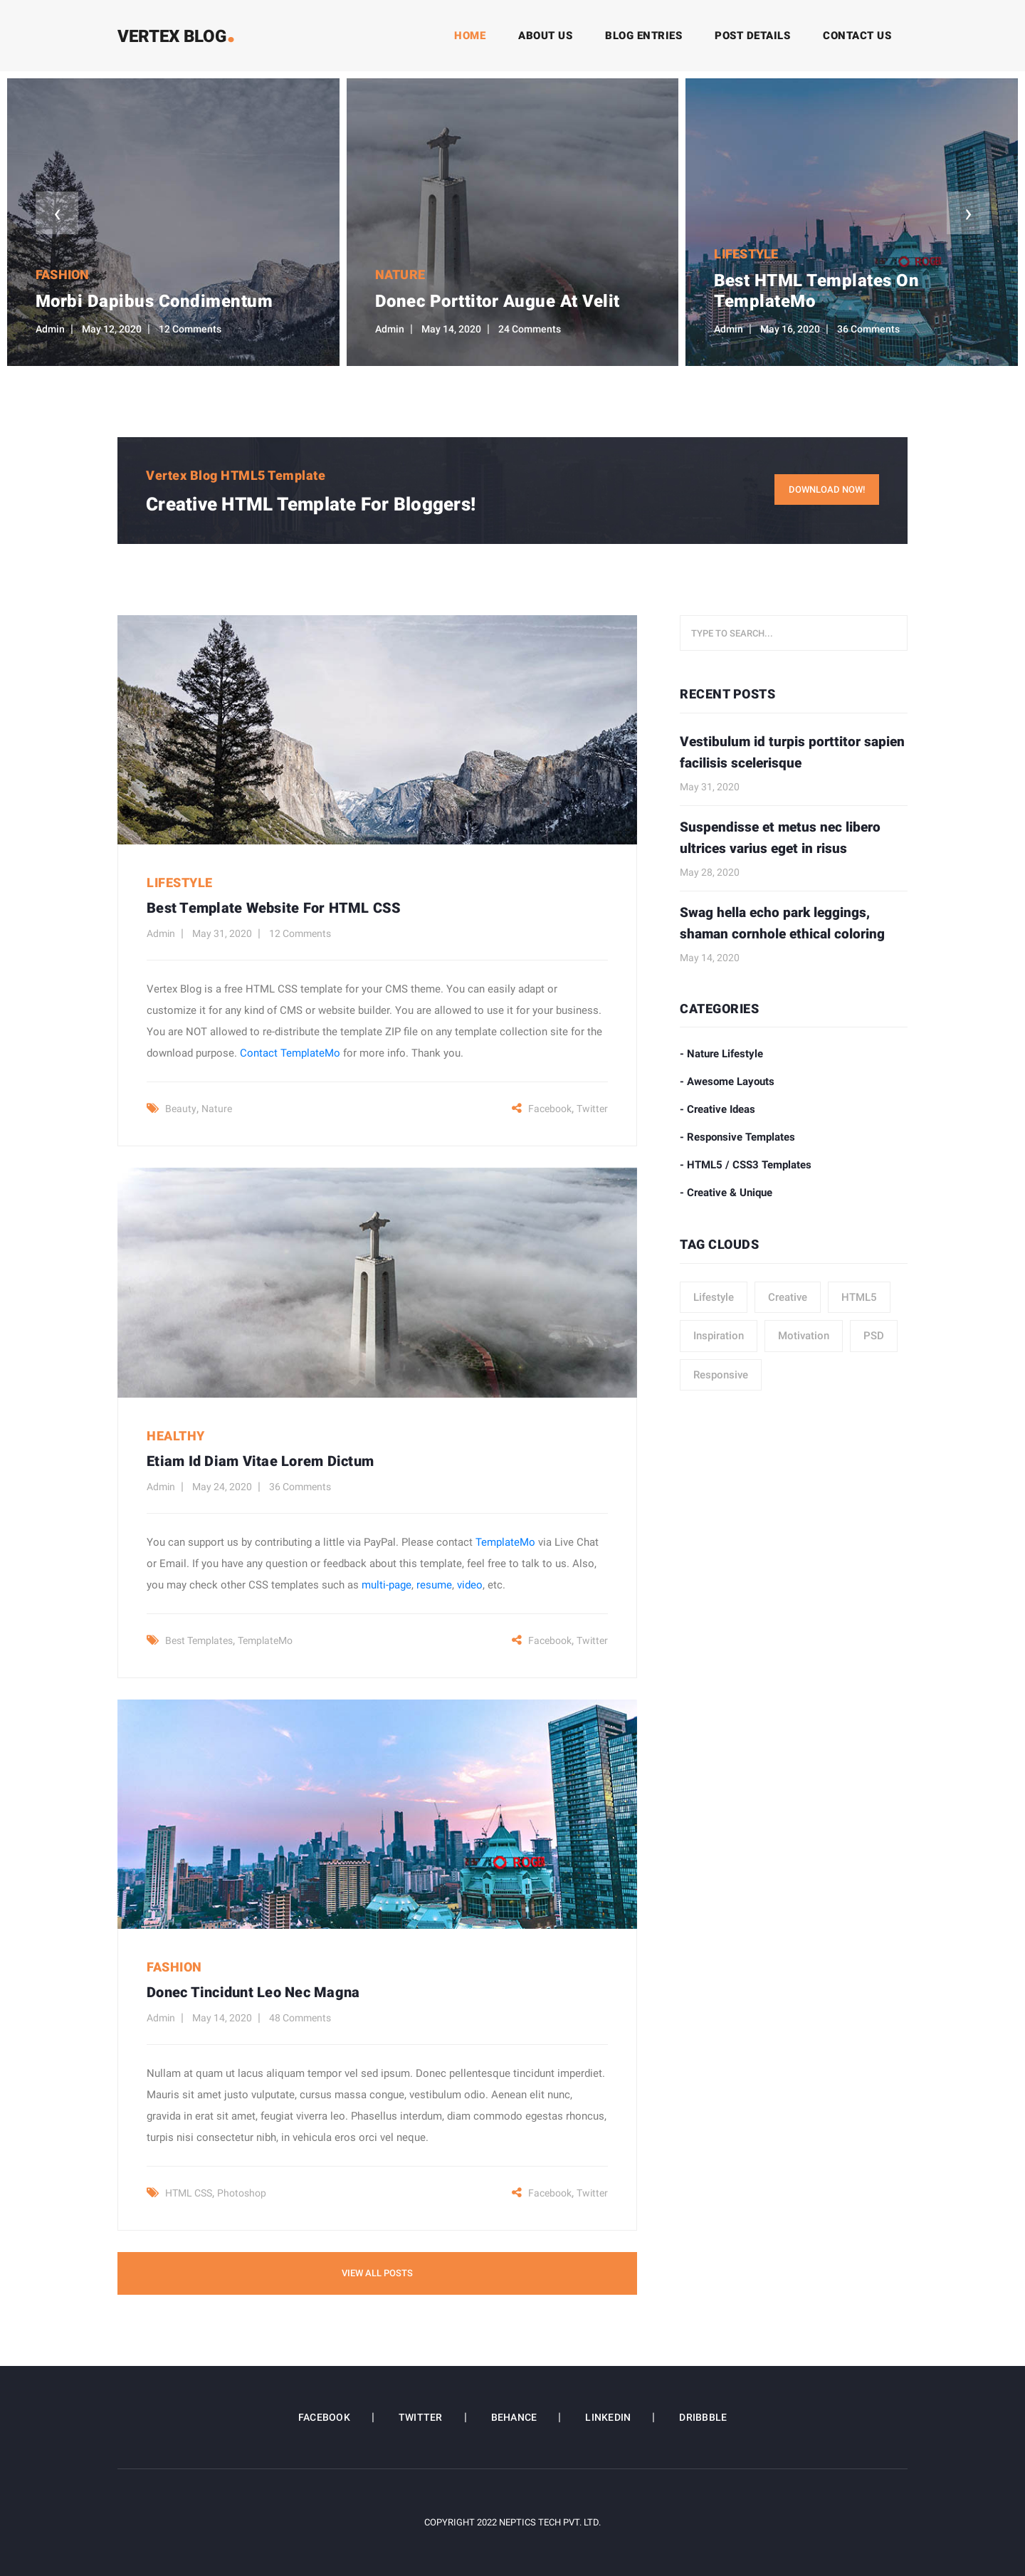 VERTEX BLOG.
HOME
ABOUT US
BLOG ENTRIES
POST DETAILS
CONTACT US
‹
›
FASHION
Morbi Dapibus Condimentum
Admin | May 12, 2020 | 12 Comments
NATURE
Donec Porttitor Augue At Velit
Admin | May 14, 2020 | 24 Comments
LIFESTYLE
Best HTML Templates On
TemplateMo
Admin | May 16, 2020 | 36 Comments
Vertex Blog HTML5 Template
Creative HTML Template For Bloggers!
DOWNLOAD NOW!
LIFESTYLE
Best Template Website For HTML CSS
Admin | May 31, 2020 | 12 Comments
Vertex Blog is a free HTML CSS template for your CMS theme. You can easily adapt or
customize it for any kind of CMS or website builder. You are allowed to use it for your business.
You are NOT allowed to re-distribute the template ZIP file on any template collection site for the
download purpose. Contact TemplateMo for more info. Thank you.
Beauty, Nature
Facebook, Twitter
HEALTHY
Etiam Id Diam Vitae Lorem Dictum
Admin | May 24, 2020 | 36 Comments
You can support us by contributing a little via PayPal. Please contact TemplateMo via Live Chat
or Email. If you have any question or feedback about this template, feel free to talk to us. Also,
you may check other CSS templates such as multi-page, resume, video, etc.
Best Templates, TemplateMo
Facebook, Twitter
FASHION
Donec Tincidunt Leo Nec Magna
Admin | May 14, 2020 | 48 Comments
Nullam at quam ut lacus aliquam tempor vel sed ipsum. Donec pellentesque tincidunt imperdiet.
Mauris sit amet justo vulputate, cursus massa congue, vestibulum odio. Aenean elit nunc,
gravida in erat sit amet, feugiat viverra leo. Phasellus interdum, diam commodo egestas rhoncus,
turpis nisi consectetur nibh, in vehicula eros orci vel neque.
HTML CSS, Photoshop
Facebook, Twitter
VIEW ALL POSTS
TYPE TO SEARCH...
RECENT POSTS
Vestibulum id turpis porttitor sapien
facilisis scelerisque
May 31, 2020
Suspendisse et metus nec libero
ultrices varius eget in risus
May 28, 2020
Swag hella echo park leggings,
shaman cornhole ethical coloring
May 14, 2020
CATEGORIES
- Nature Lifestyle
- Awesome Layouts
- Creative Ideas
- Responsive Templates
- HTML5 / CSS3 Templates
- Creative & Unique
TAG CLOUDS
Lifestyle
Creative
HTML5
Inspiration
Motivation
PSD
Responsive
FACEBOOK | TWITTER | BEHANCE | LINKEDIN | DRIBBBLE
COPYRIGHT 2022 NEPTICS TECH PVT. LTD.